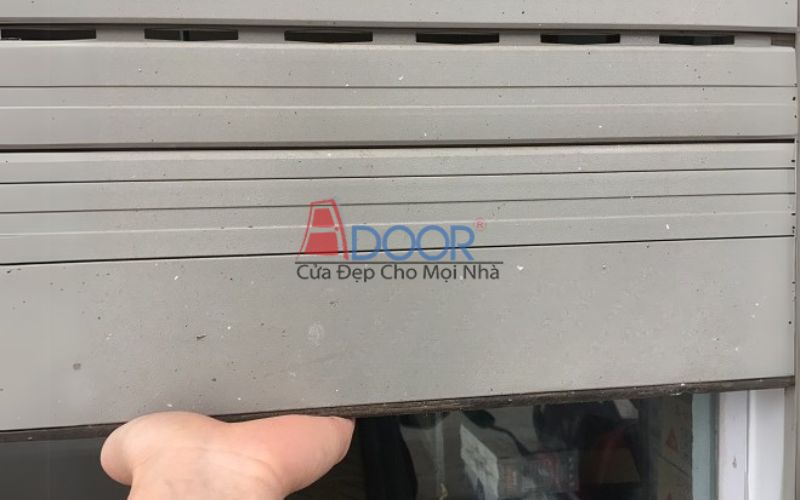 ADOOR®
Cửa Đẹp Cho Mọi Nhà